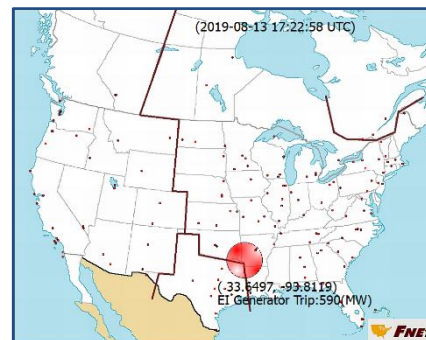 (2019-08-13 17:22:58 UTC)
(-33.6497, -93.8119)
EI Generator Trip:590(MW)
FNET